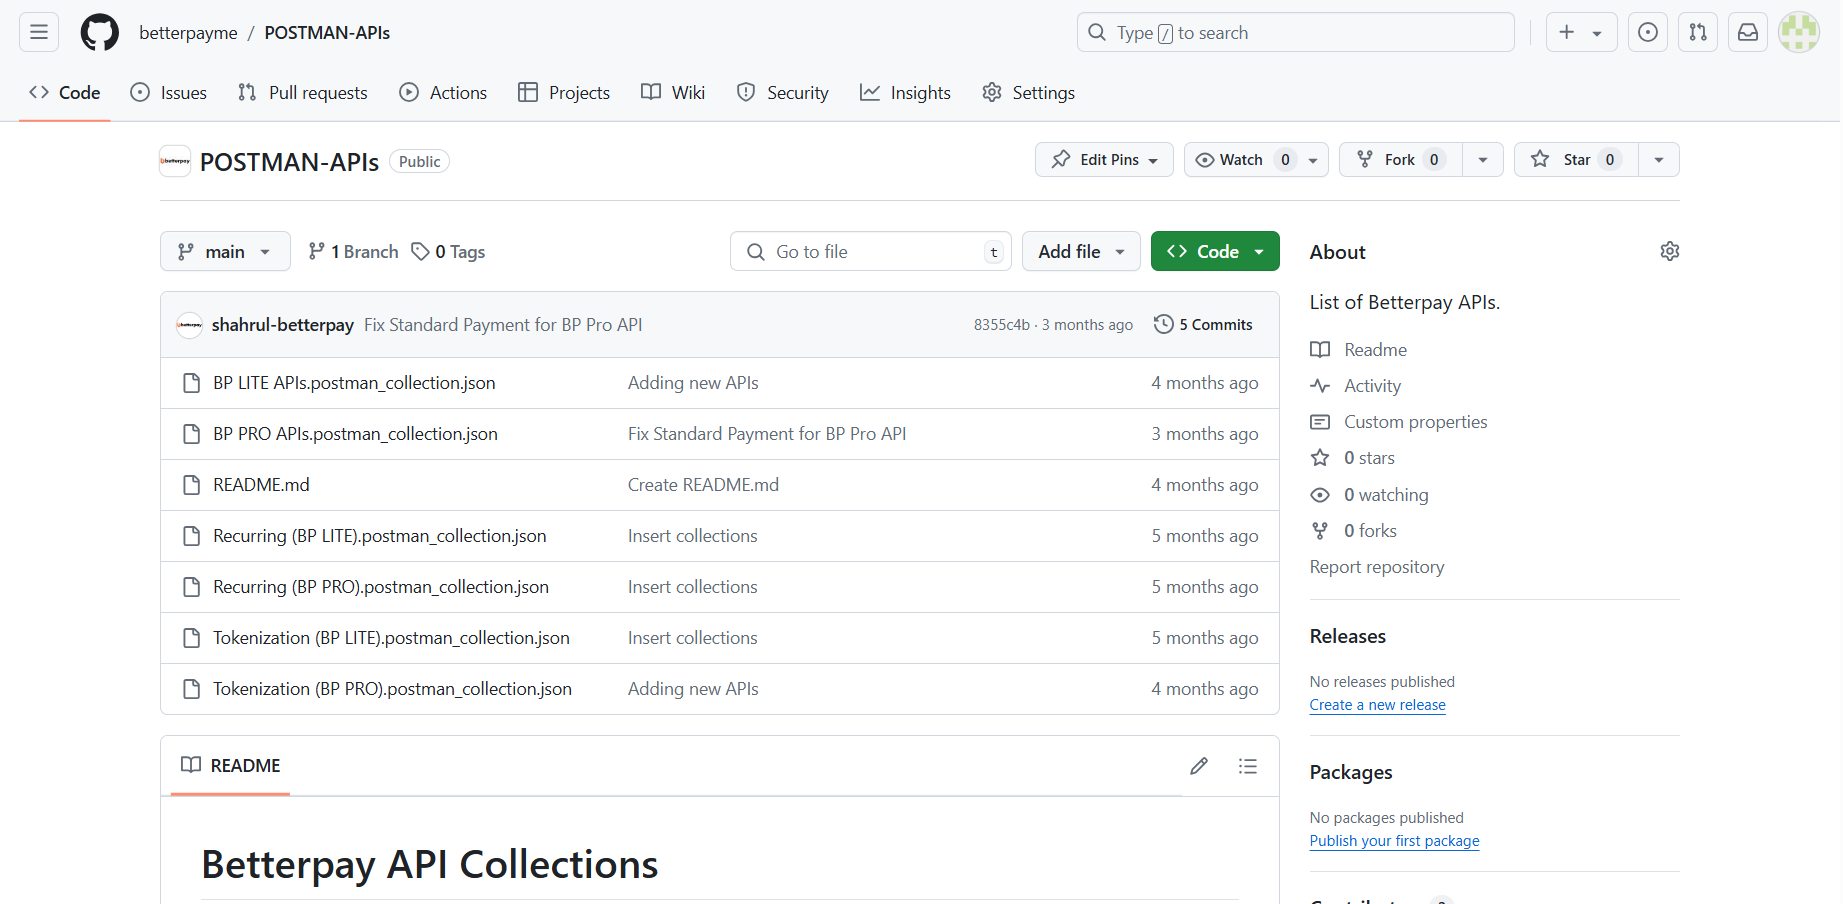 betterpayme / POSTMAN-APIs
Type / to search
Code Issues Pull requests Actions Projects Wiki Security Insights Settings
betterpay POSTMAN-APIs Public
Edit Pins Watch 0 Fork 0 Star 0
main 1 Branch 0 Tags Go to file t Add file Code
shahrul-betterpay Fix Standard Payment for BP Pro API 8355c4b · 3 months ago 5 Commits
BP LITE APIs.postman_collection.json Adding new APIs 4 months ago
BP PRO APIs.postman_collection.json Fix Standard Payment for BP Pro API 3 months ago
README.md Create README.md 4 months ago
Recurring (BP LITE).postman_collection.json Insert collections 5 months ago
Recurring (BP PRO).postman_collection.json Insert collections 5 months ago
Tokenization (BP LITE).postman_collection.json Insert collections 5 months ago
Tokenization (BP PRO).postman_collection.json Adding new APIs 4 months ago
README
Betterpay API Collections
About
List of Betterpay APIs.
Readme
Activity
Custom properties
0 stars
0 watching
0 forks
Report repository
Releases
No releases published
Create a new release
Packages
No packages published
Publish your first package